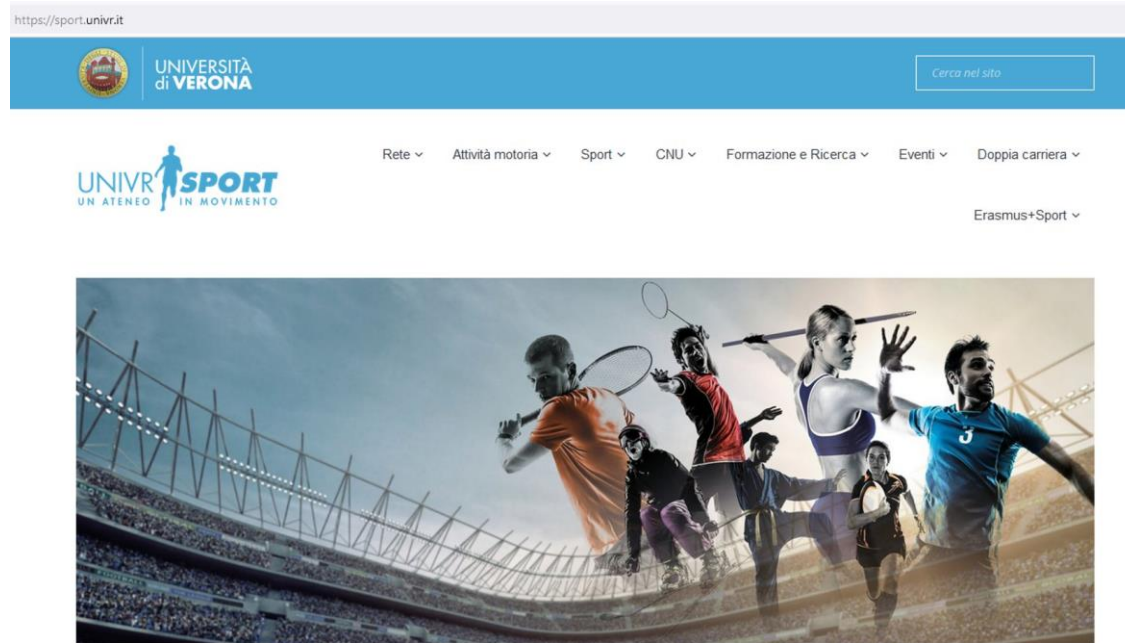 https://sport.univr.it
UNIVERSITÀ
di VERONA
Cerca nel sito
Rete Attività motoria Sport CNU Formazione e Ricerca Eventi Doppia carriera
Erasmus+Sport
UNIVR SPORT
UN ATENEO IN MOVIMENTO
3